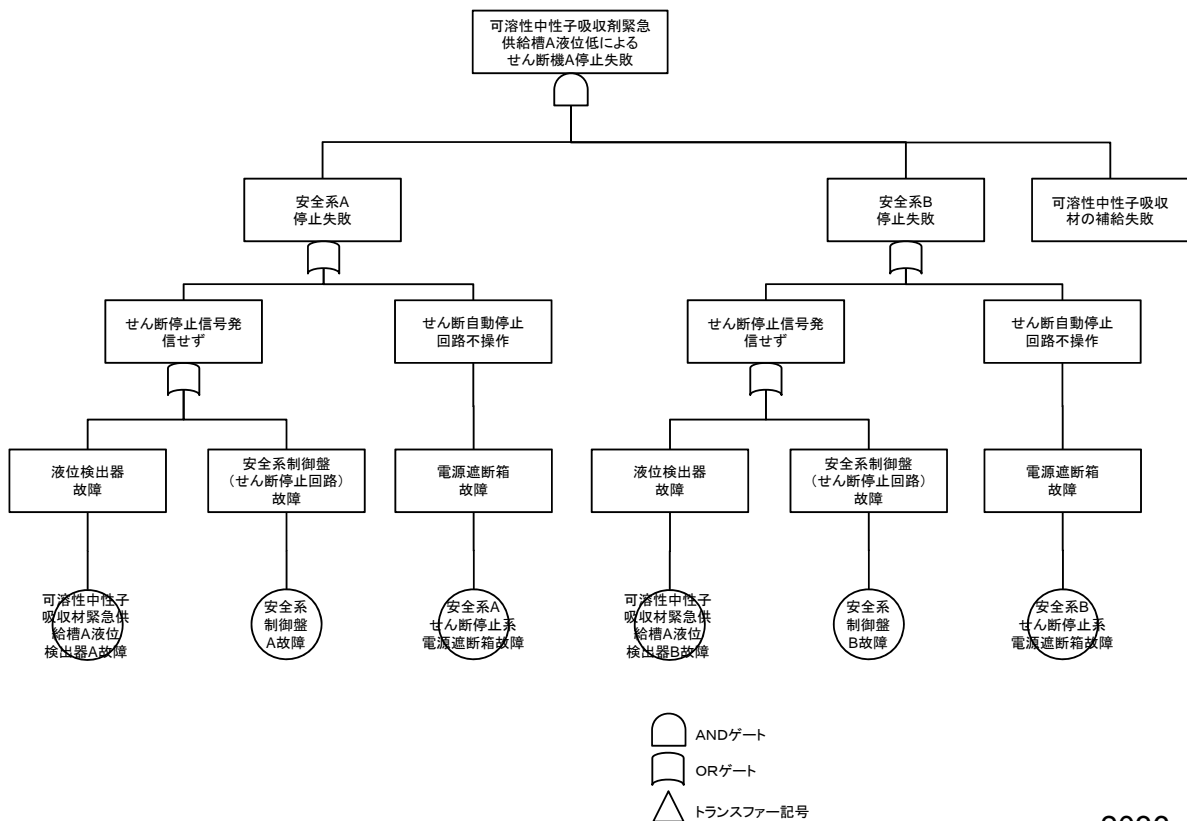 可溶性中性子吸収剤緊急
供給槽A液位低による
せん断機A停止失敗
安全系A
停止失敗
安全系B
停止失敗
可溶性中性子吸収
材の補給失敗
せん断停止信号発
信せず
せん断自動停止
回路不操作
せん断停止信号発
信せず
せん断自動停止
回路不操作
液位検出器
故障
安全系制御盤
（せん断停止回路）
故障
電源遮断箱
故障
液位検出器
故障
安全系制御盤
（せん断停止回路）
故障
電源遮断箱
故障
可溶性中性子
吸収材緊急供
給槽A液位
検出器A故障
安全系
制御盤
A故障
安全系A
せん断停止系
電源遮断箱故障
可溶性中性子
吸収材緊急供
給槽A液位
検出器B故障
安全系
制御盤
B故障
安全系B
せん断停止系
電源遮断箱故障
ANDゲート
ORゲート
トランスファー記号